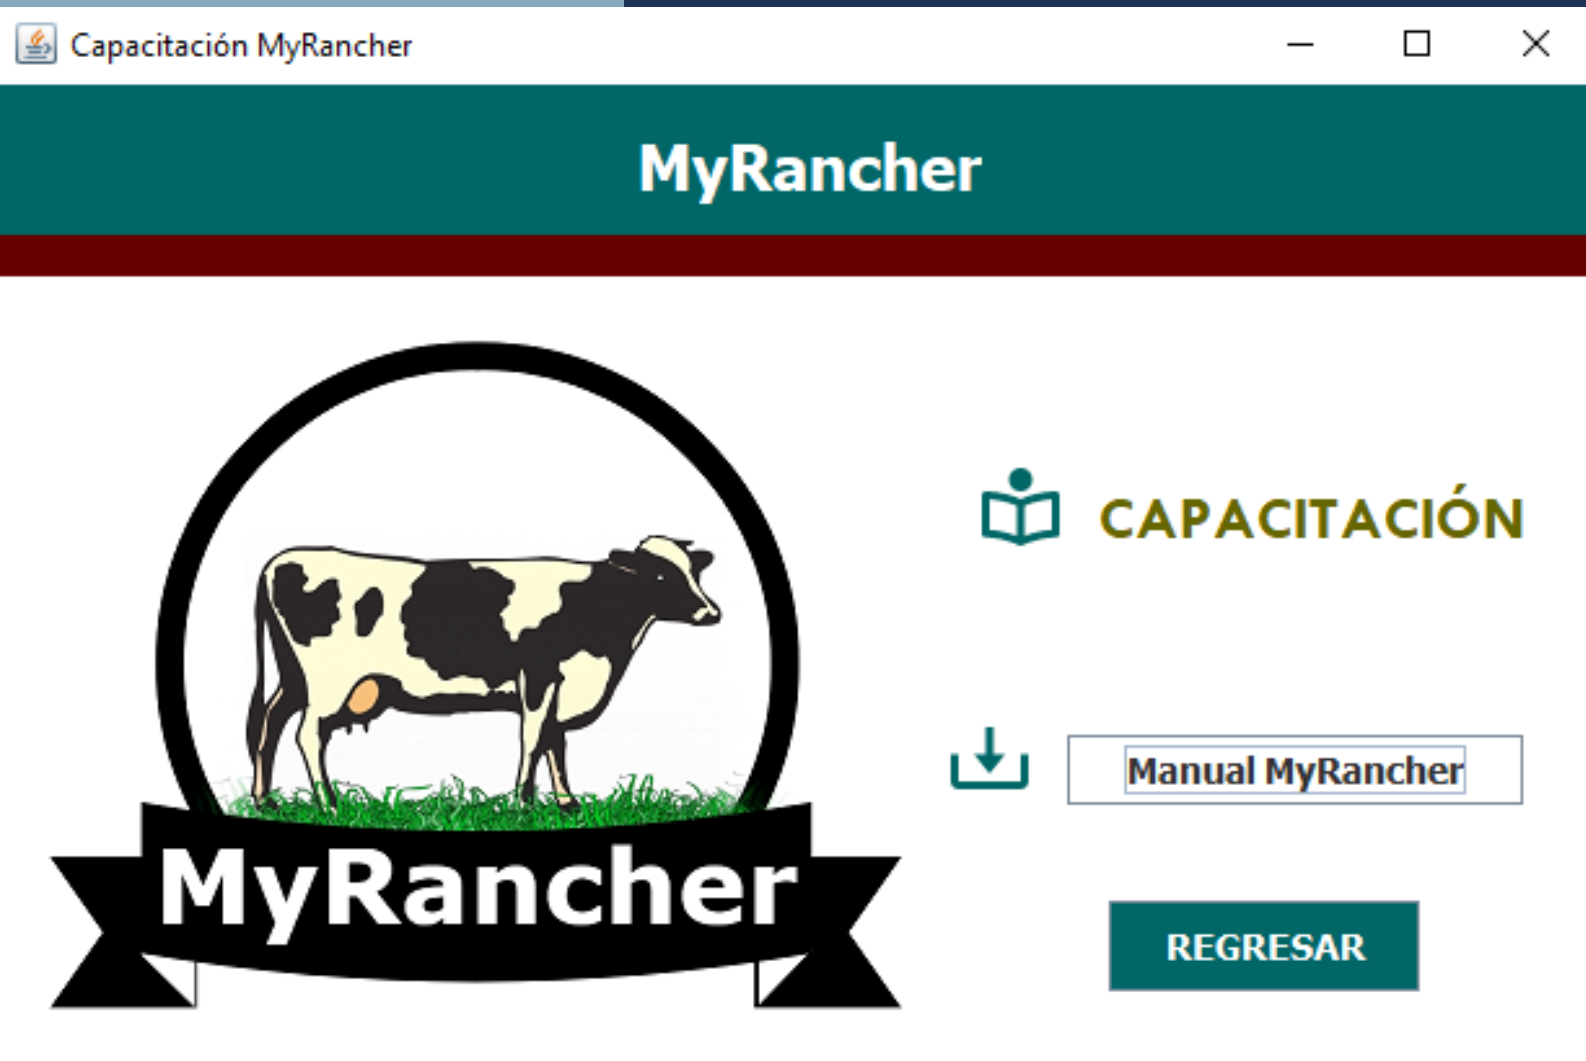 Capacitación MyRancher
MyRancher
CAPACITACIÓN
Manual MyRancher
MyRancher
REGRESAR